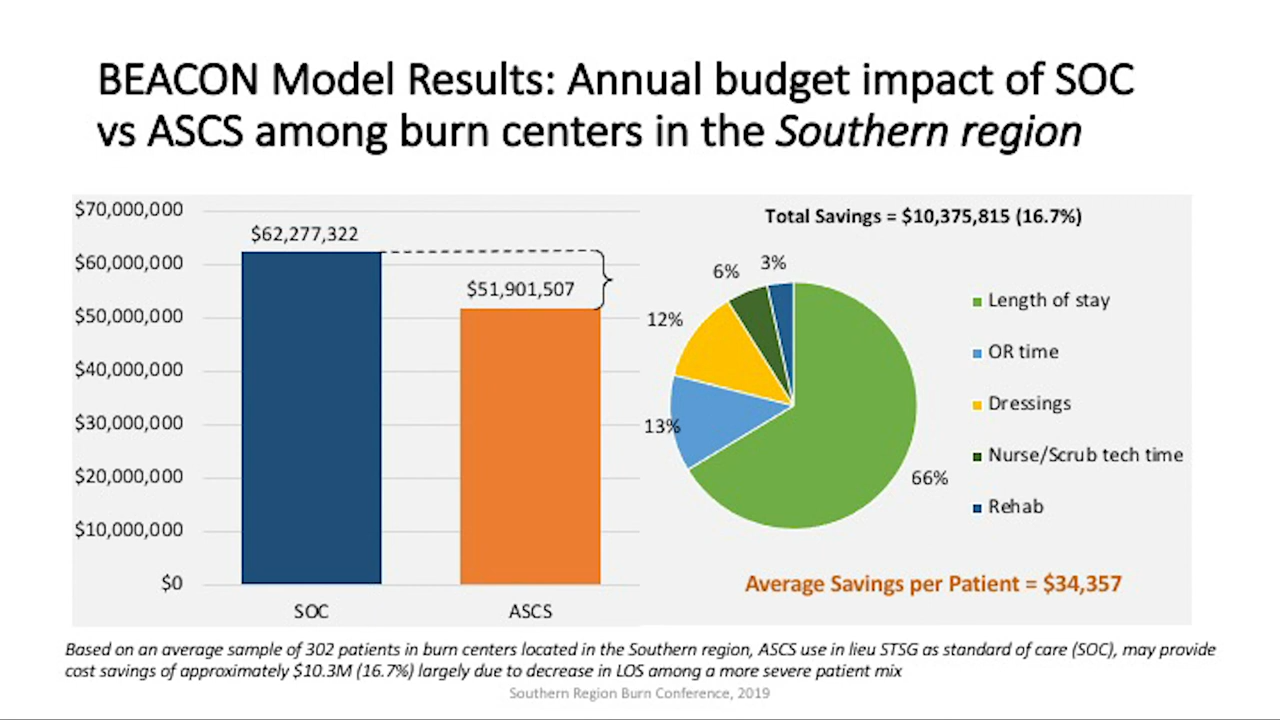 BEACON Model Results: Annual budget impact of SOC
vs ASCS among burn centers in the Southern region
$70,000,000
$60,000,000
$50,000,000
$40,000,000
$30,000,000
$20,000,000
$10,000,000
$0
$62,277,322
$51,901,507
SOC
ASCS
Total Savings = $10,375,815 (16.7%)
3%
6%
12%
13%
66%
Length of stay
OR time
Dressings
Nurse/Scrub tech time
Rehab
Average Savings per Patient = $34,357
Based on an average sample of 302 patients in burn centers located in the Southern region, ASCS use in lieu STSG as standard of care (SOC), may provide
cost savings of approximately $10.3M (16.7%) largely due to decrease in LOS among a more severe patient mix
Southern Region Burn Conference, 2019